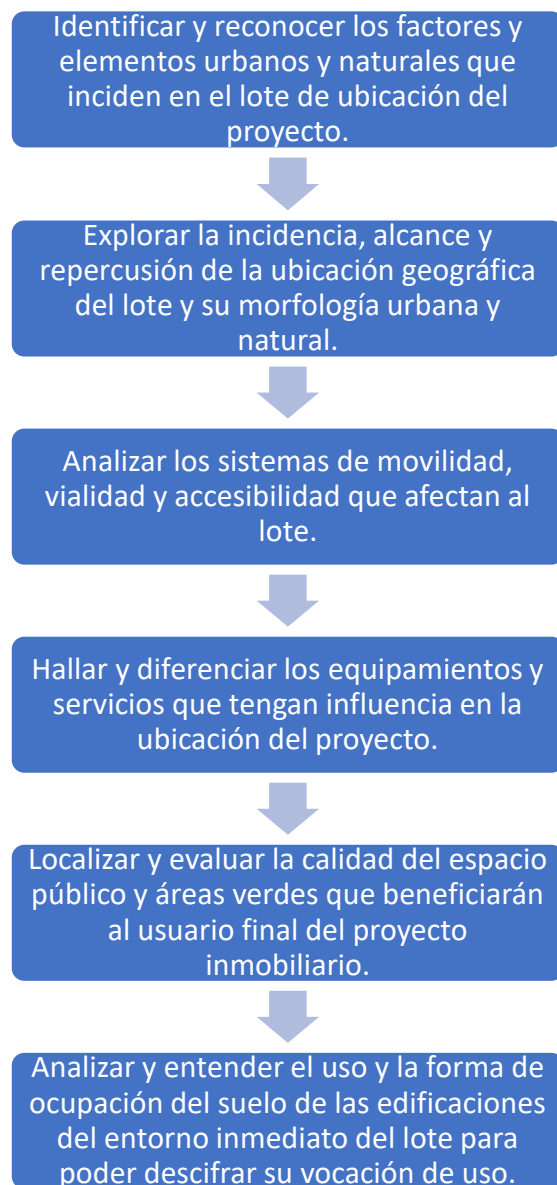 Identificar y reconocer los factores y
elementos urbanos y naturales que
inciden en el lote de ubicación del
proyecto.
Explorar la incidencia, alcance y
repercusión de la ubicación geográfica
del lote y su morfología urbana y
natural.
Analizar los sistemas de movilidad,
vialidad y accesibilidad que afectan al
lote.
Hallar y diferenciar los equipamientos y
servicios que tengan influencia en la
ubicación del proyecto.
Localizar y evaluar la calidad del espacio
público y áreas verdes que beneficiarán
al usuario final del proyecto
inmobiliario.
Analizar y entender el uso y la forma de
ocupación del suelo de las edificaciones
del entorno inmediato del lote para
poder descifrar su vocación de uso.